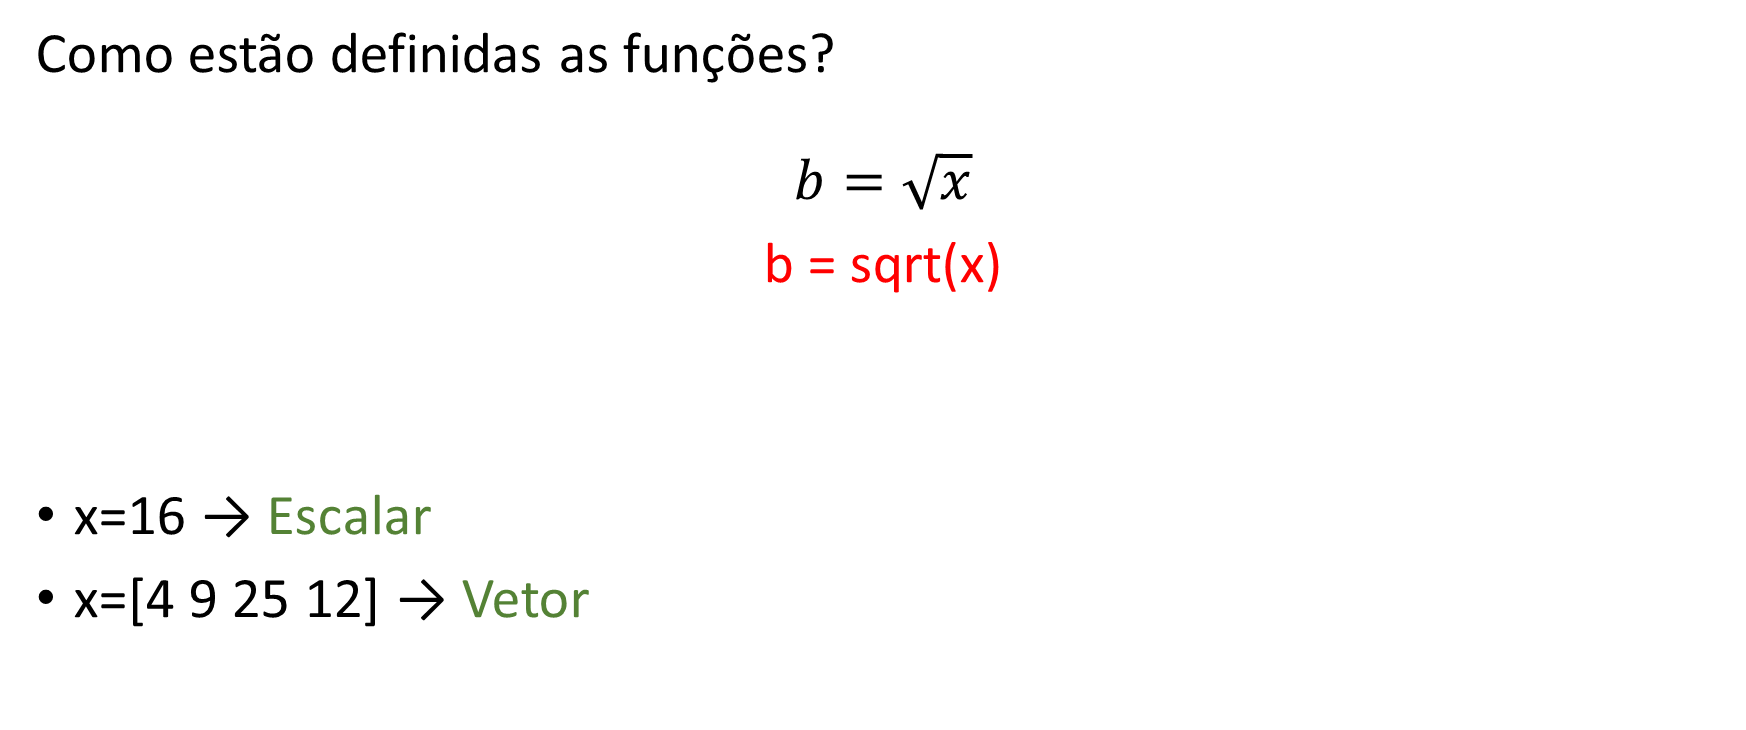 Como estão definidas as funções?
b = √x
b = sqrt(x)
• x=16 → Escalar
• x=[4 9 25 12] → Vetor